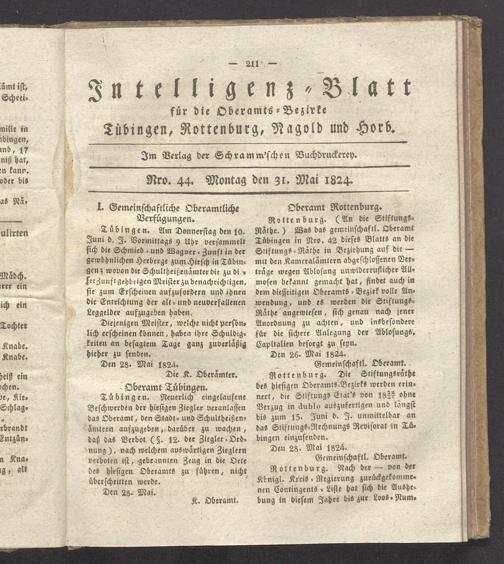 — 211 —
Intelligenz-Blatt
für die Oberamts-Bezirke
Tübingen, Rottenburg, Nagold und Horb.
Im Verlag der Schramm'schen Buchdruckerey.
Nro. 44. Montag den 31. Mai 1824.
I. Gemeinschaftliche Oberamtliche
Verfügungen.
Tübingen. Am Donnerstag den 10.
Juni d. J. Vormittags 9 Uhr versammelt
sich die Schmied- und Wagner-Zunft in der
gewöhnlichen Herberge zum Hirsch in Tübin-
gen; wovon die Schultheißenämter die zu di-
ser Zunft gehörigen Meister zu benachrichtigen,
sie zum Erscheinen aufzufordern und ihnen
die Entrichtung der alt- und neuverfallenen
Leggelder aufzugeben haben.
Diejenigen Meister, welche nicht persön-
lich erscheinen können, haben ihre Schuldig-
keiten an besagtem Tage ganz zuverläßig
hieher zu senden.
Den 28. Mai 1824.
Die K. Oberämter.
Oberamt Tübingen.
Tübingen. Neuerlich eingelaufene
Beschwerden der hiesigen Ziegler veranlassen
das Oberamt, den Stadt- und Schultheißen-
ämtern aufzugeben, darüber zu wachen,
daß das Verbot (§. 12. der Ziegler-Ord-
nung), nach welchem auswärtigen Zieglern
verboten ist, gebrannten Zeug in die Orte
des hiesigen Oberamts zu führen, nicht
überschritten werde.
Den 28. Mai.
K. Oberamt.
Oberamt Rottenburg.
Rottenburg. (An die Stiftungs-
Räthe.) Was das gemeinschaftl. Oberamt
Tübingen in Nro. 42 dieses Blatts an die
Stiftungs-Räthe in Beziehung auf die —
mit den Kameralämtern abgeschlossenen Ver-
träge wegen Ablosung unwiderruflicher All-
mosen bekannt gemacht hat, findet auch in
dem diesseitigen Oberamts-Bezirk volle An-
wendung, und es werden die Stiftungs-
Räthe angewiesen, sich genau nach jener
Anordnung zu achten, und insbesondere
für die sichere Anlegung der Ablosungs-
Capitalien besorgt zu seyn.
Den 26. Mai 1824.
Gemeinschaftl. Oberamt.
Rottenburg. Die Stiftungsräthe
des hiesigen Oberamts-Bezirks werden erin-
nert, die Stiftungs Etat's von 18
ohne
Verzug in duplo auszufertigen und längst
bis zum 15. Juni d. J. unmittelbar an
das Stiftungs-Rechnungs Revisorat in Tü-
bingen einzusenden.
Den 28. Mai 1824.
Gemeinschaftl. Oberamt.
Rottenburg. Nach der — von der
Königl. Kreis-Regierung zurückgekomme-
nen Contingents-Liste hat sich die Aushe-
bung in diesem Jahre bis zur Loos-Num-